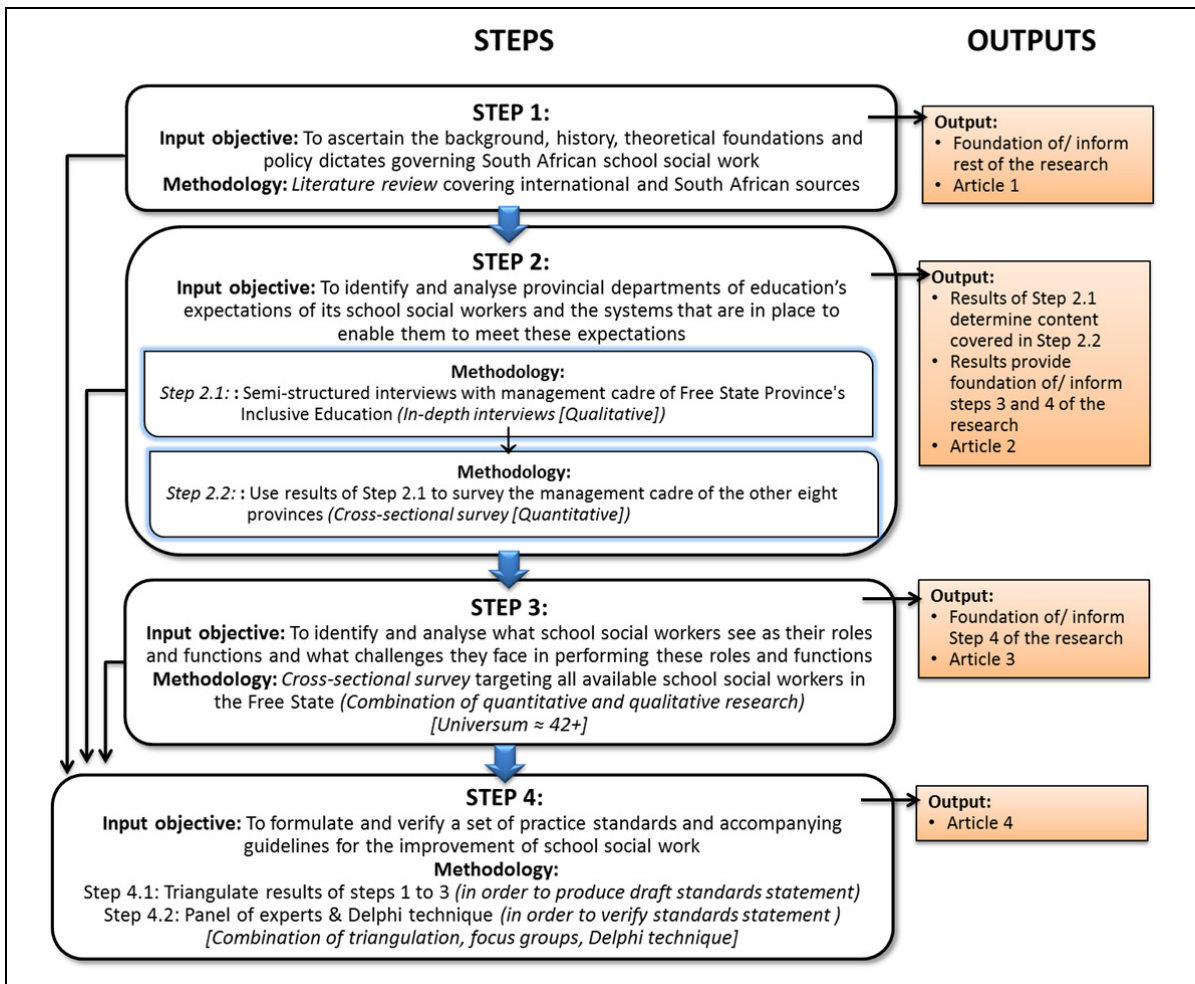 STEPS
OUTPUTS
STEP 1:
Input objective: To ascertain the background, history, theoretical foundations and
policy dictates governing South African school social work
Methodology: Literature review covering international and South African sources
Output:
• Foundation of/ inform
rest of the research
• Article 1
STEP 2:
Input objective: To identify and analyse provincial departments of education's
expectations of its school social workers and the systems that are in place to
enable them to meet these expectations
Methodology:
Step 2.1: : Semi-structured interviews with management cadre of Free State Province's
Inclusive Education (In-depth interviews [Qualitative])
Methodology:
Step 2.2: : Use results of Step 2.1 to survey the management cadre of the other eight
provinces (Cross-sectional survey [Quantitative])
Output:
• Results of Step 2.1
determine content
covered in Step 2.2
• Results provide
foundation of/ inform
steps 3 and 4 of the
research
• Article 2
STEP 3:
Input objective: To identify and analyse what school social workers see as their roles
and functions and what challenges they face in performing these roles and functions
Methodology: Cross-sectional survey targeting all available school social workers in
the Free State (Combination of quantitative and qualitative research)
[Universum ≈ 42+]
Output:
• Foundation of/ inform
Step 4 of the research
• Article 3
STEP 4:
Input objective: To formulate and verify a set of practice standards and accompanying
guidelines for the improvement of school social work
Methodology:
Step 4.1: Triangulate results of steps 1 to 3 (in order to produce draft standards statement)
Step 4.2: Panel of experts & Delphi technique (in order to verify standards statement )
[Combination of triangulation, focus groups, Delphi technique]
Output:
• Article 4